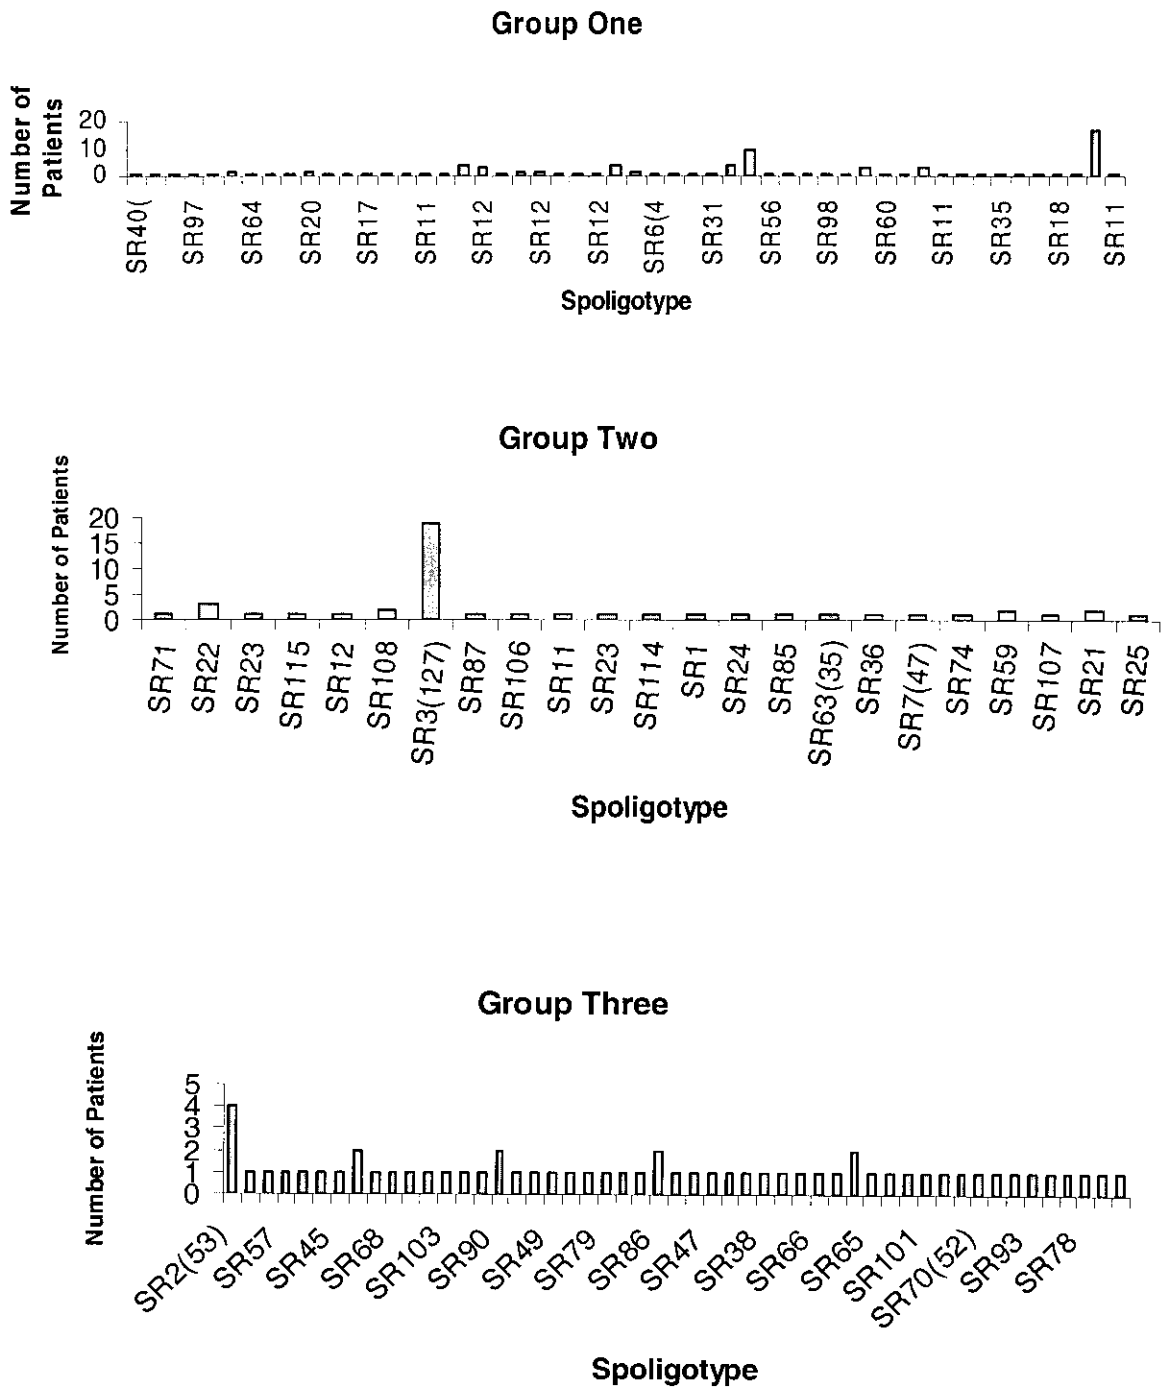 Group One
Number of
Patients
20
10
0
SR40(
SR97
SR64
SR20
SR17
SR11
SR12
SR12
SR12
SR6(4
SR31
SR56
SR98
SR60
SR11
SR35
SR18
SR11
Spoligotype
Group Two
Number of Patients
20
15
10
5
0
SR71
SR22
SR23
SR115
SR12
SR108
SR3(127)
SR87
SR106
SR11
SR23
SR114
SR1
SR24
SR85
SR63(35)
SR36
SR7(47)
SR74
SR59
SR107
SR21
SR25
Spoligotype
Group Three
Number of Patients
5
4
3
2
1
0
SR2(53)
SR57
SR45
SR68
SR103
SR90
SR49
SR79
SR86
SR47
SR38
SR66
SR65
SR101
SR70(52)
SR93
SR78
Spoligotype